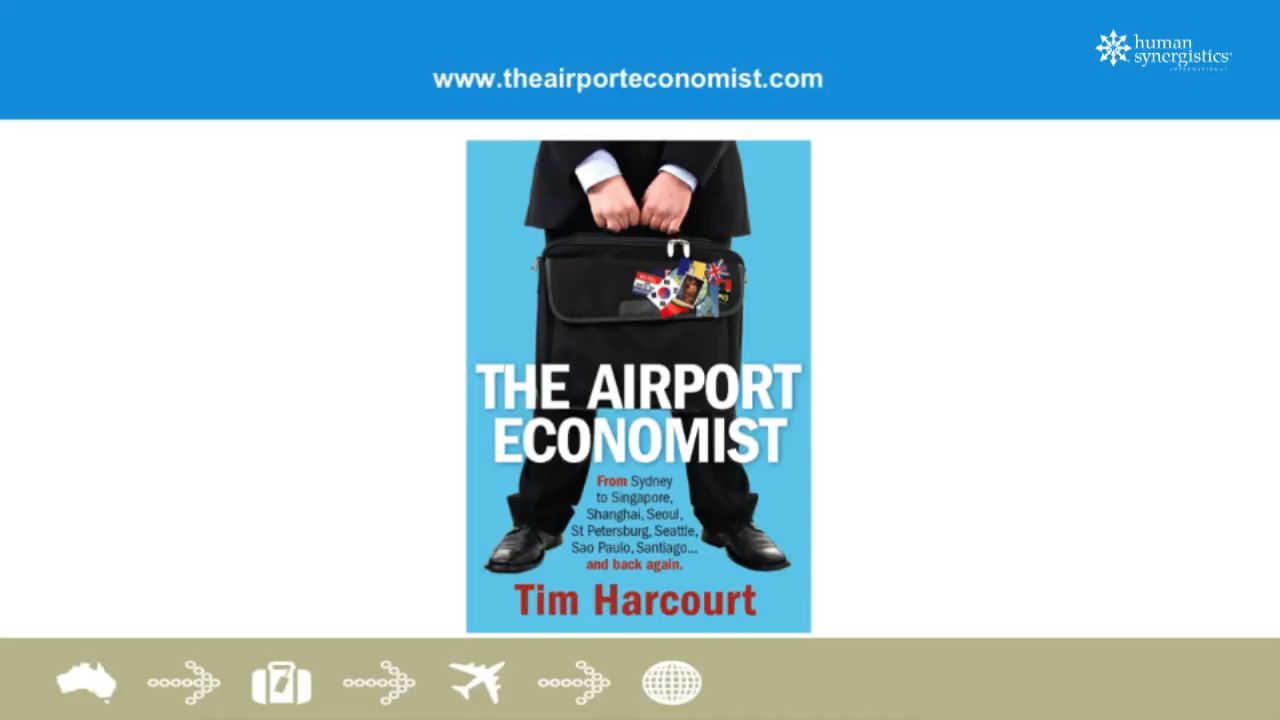 www.theairporteconomist.com
human
synergistics
INTERNATIONAL
THE AIRPORT
ECONOMIST
From Sydney
to Singapore,
Shanghai, Seoul,
St Petersburg, Seattle,
Sao Paulo, Santiago...
and back again.
Tim Harcourt